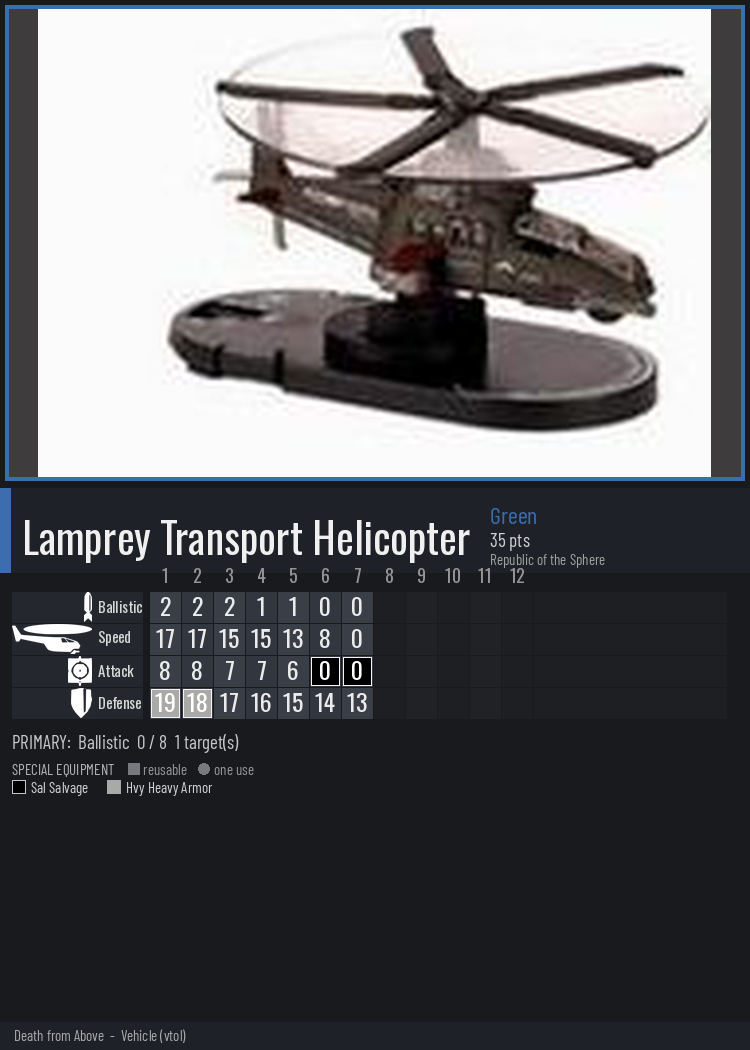 Lamprey Transport Helicopter
Green
35 pts
Republic of the Sphere
1 2 3 4 5 6 7 8 9 10 11 12
Ballistic 2 2 2 1 1 0 0
Speed 17 17 15 15 13 8 0
Attack 8 8 7 7 6 0 0
Defense 19 18 17 16 15 14 13
PRIMARY: Ballistic 0 / 8 1 target(s)
SPECIAL EQUIPMENT reusable one use
Sal Salvage Hvy Heavy Armor
Death from Above - Vehicle (vtol)